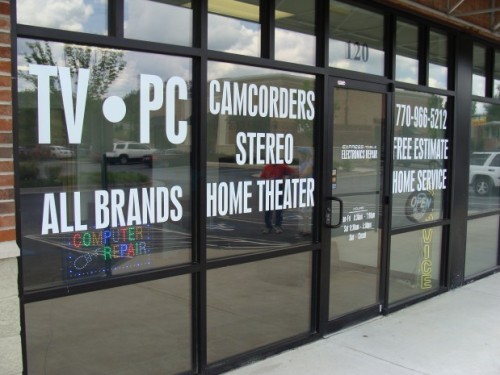 TV • PC
ALL BRANDS
COMPUTER
REPAIR
CAMCORDERS
STEREO
HOME THEATER
120
ELECTRONICS REPAIR
770-966-5212
FREE ESTIMATE
HOME SERVICE
OPEN